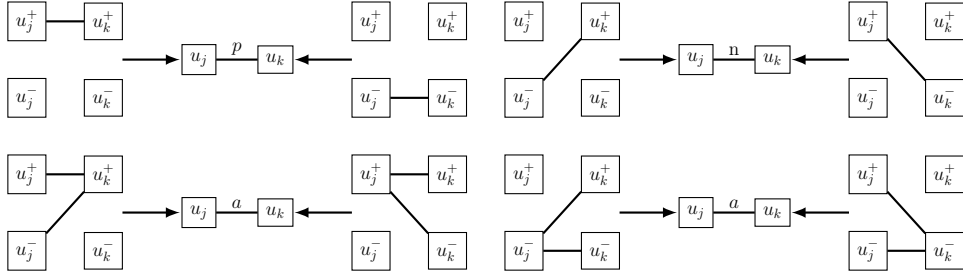 u_j^+ u_k^+ u_j^+ u_k^+ u_j^+ u_k^+ u_j^+ u_k^+
u_j p u_k u_j n u_k
u_j^- u_k^- u_j^- u_k^- u_j^- u_k^- u_j^- u_k^-
u_j^+ u_k^+ u_j^+ u_k^+ u_j^+ u_k^+ u_j^+ u_k^+
u_j a u_k u_j a u_k
u_j^- u_k^- u_j^- u_k^- u_j^- u_k^- u_j^- u_k^-